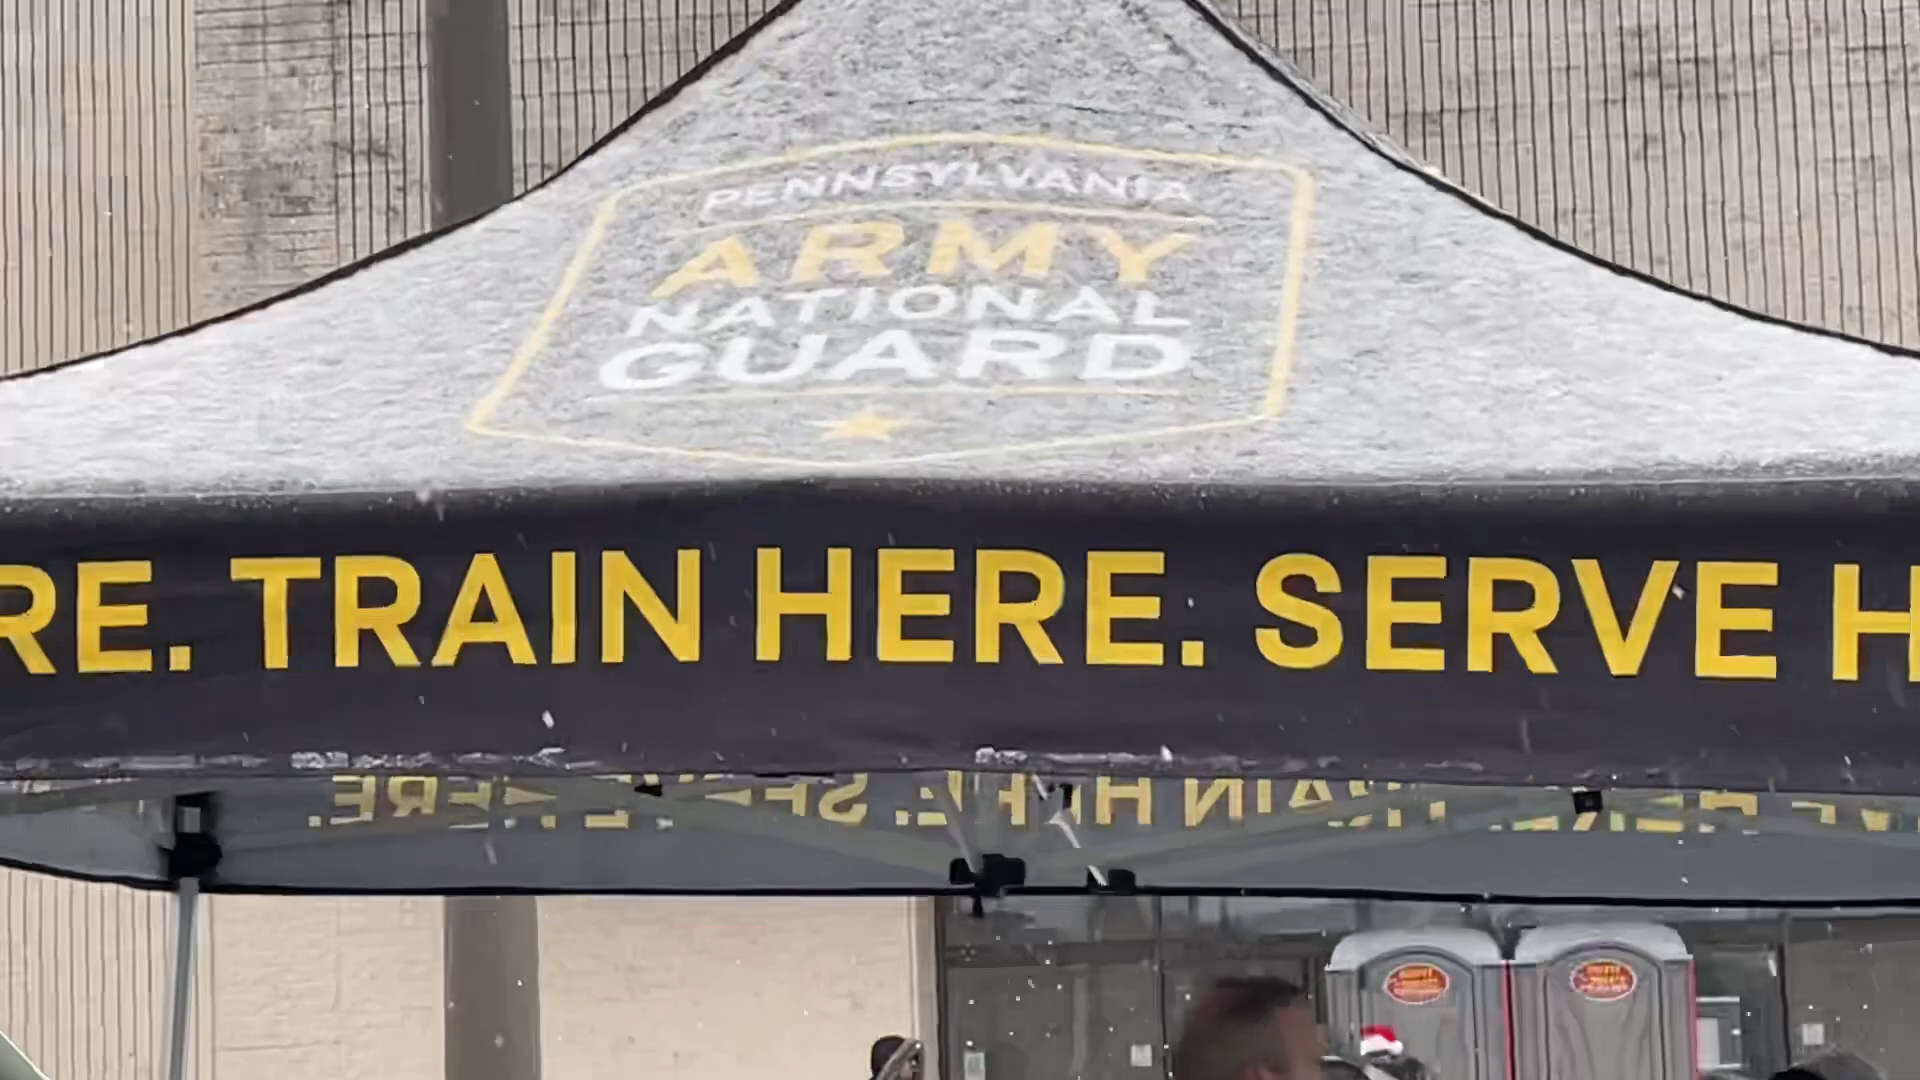 PENNSYLVANIA
ARMY
NATIONAL
GUARD
RE. TRAIN HERE. SERVE H